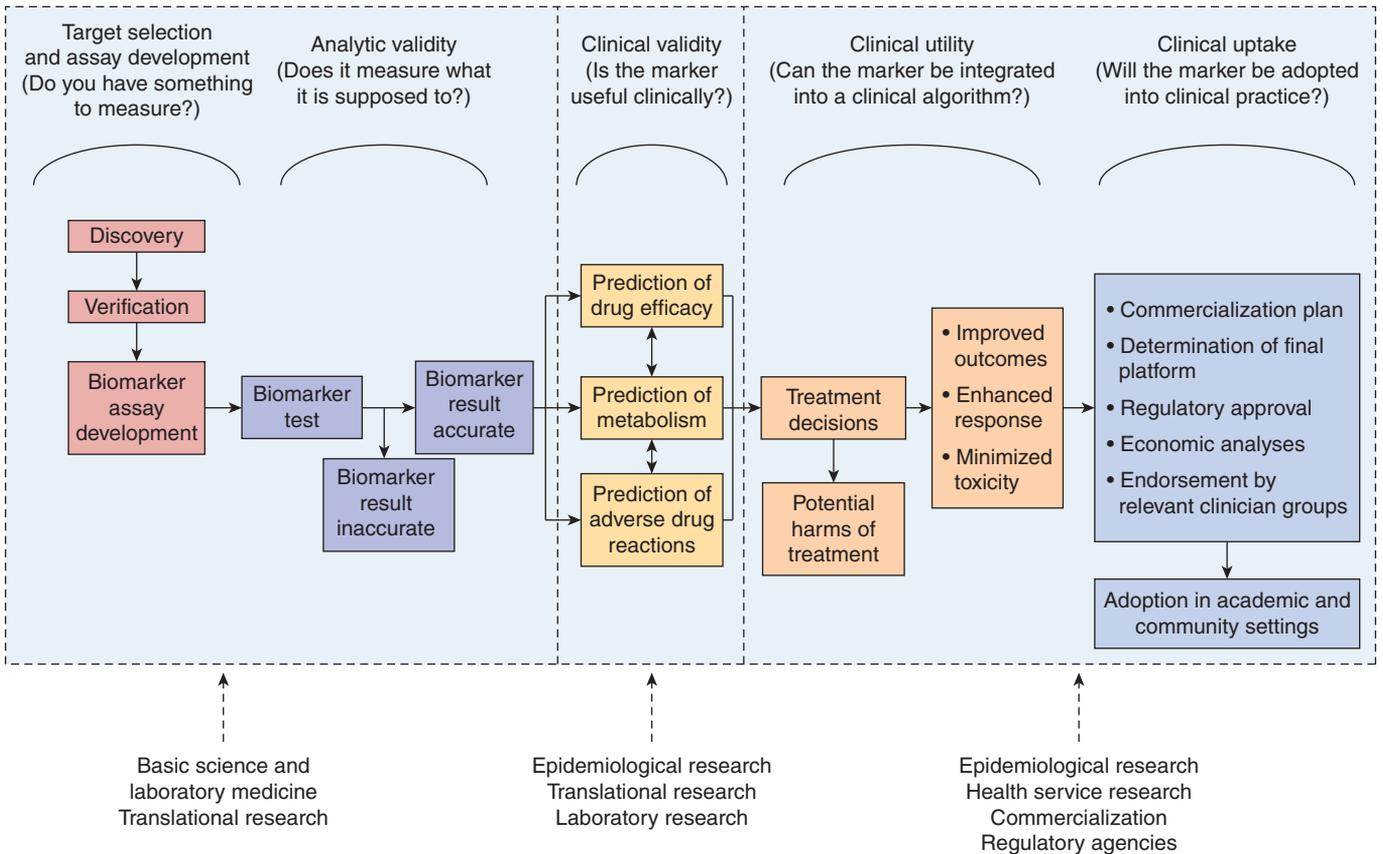 Target selection
and assay development
(Do you have something
to measure?)
Analytic validity
(Does it measure what
it is supposed to?)
Clinical validity
(Is the marker
useful clinically?)
Clinical utility
(Can the marker be integrated
into a clinical algorithm?)
Clinical uptake
(Will the marker be adopted
into clinical practice?)
Discovery
Verification
Biomarker
assay
development
Biomarker
test
Biomarker
result
accurate
Biomarker
result
inaccurate
Prediction of
drug efficacy
Prediction of
metabolism
Prediction of
adverse drug
reactions
Treatment
decisions
Potential
harms of
treatment
• Improved
outcomes
• Enhanced
response
• Minimized
toxicity
• Commercialization plan
• Determination of final
platform
• Regulatory approval
• Economic analyses
• Endorsement by
relevant clinician groups
Adoption in academic and
community settings
Basic science and
laboratory medicine
Translational research
Epidemiological research
Translational research
Laboratory research
Epidemiological research
Health service research
Commercialization
Regulatory agencies